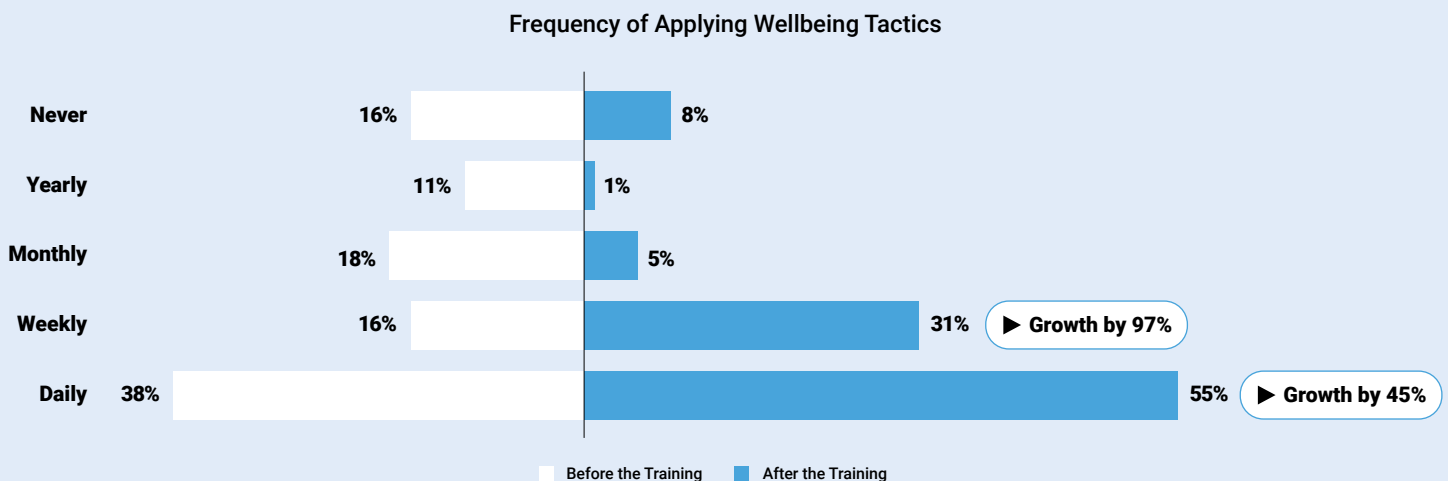 Frequency of Applying Wellbeing Tactics
Never 16% 8%
Yearly 11% 1%
Monthly 18% 5%
Weekly 16% 31% ▶ Growth by 97%
Daily 38% 55% ▶ Growth by 45%
Before the Training After the Training